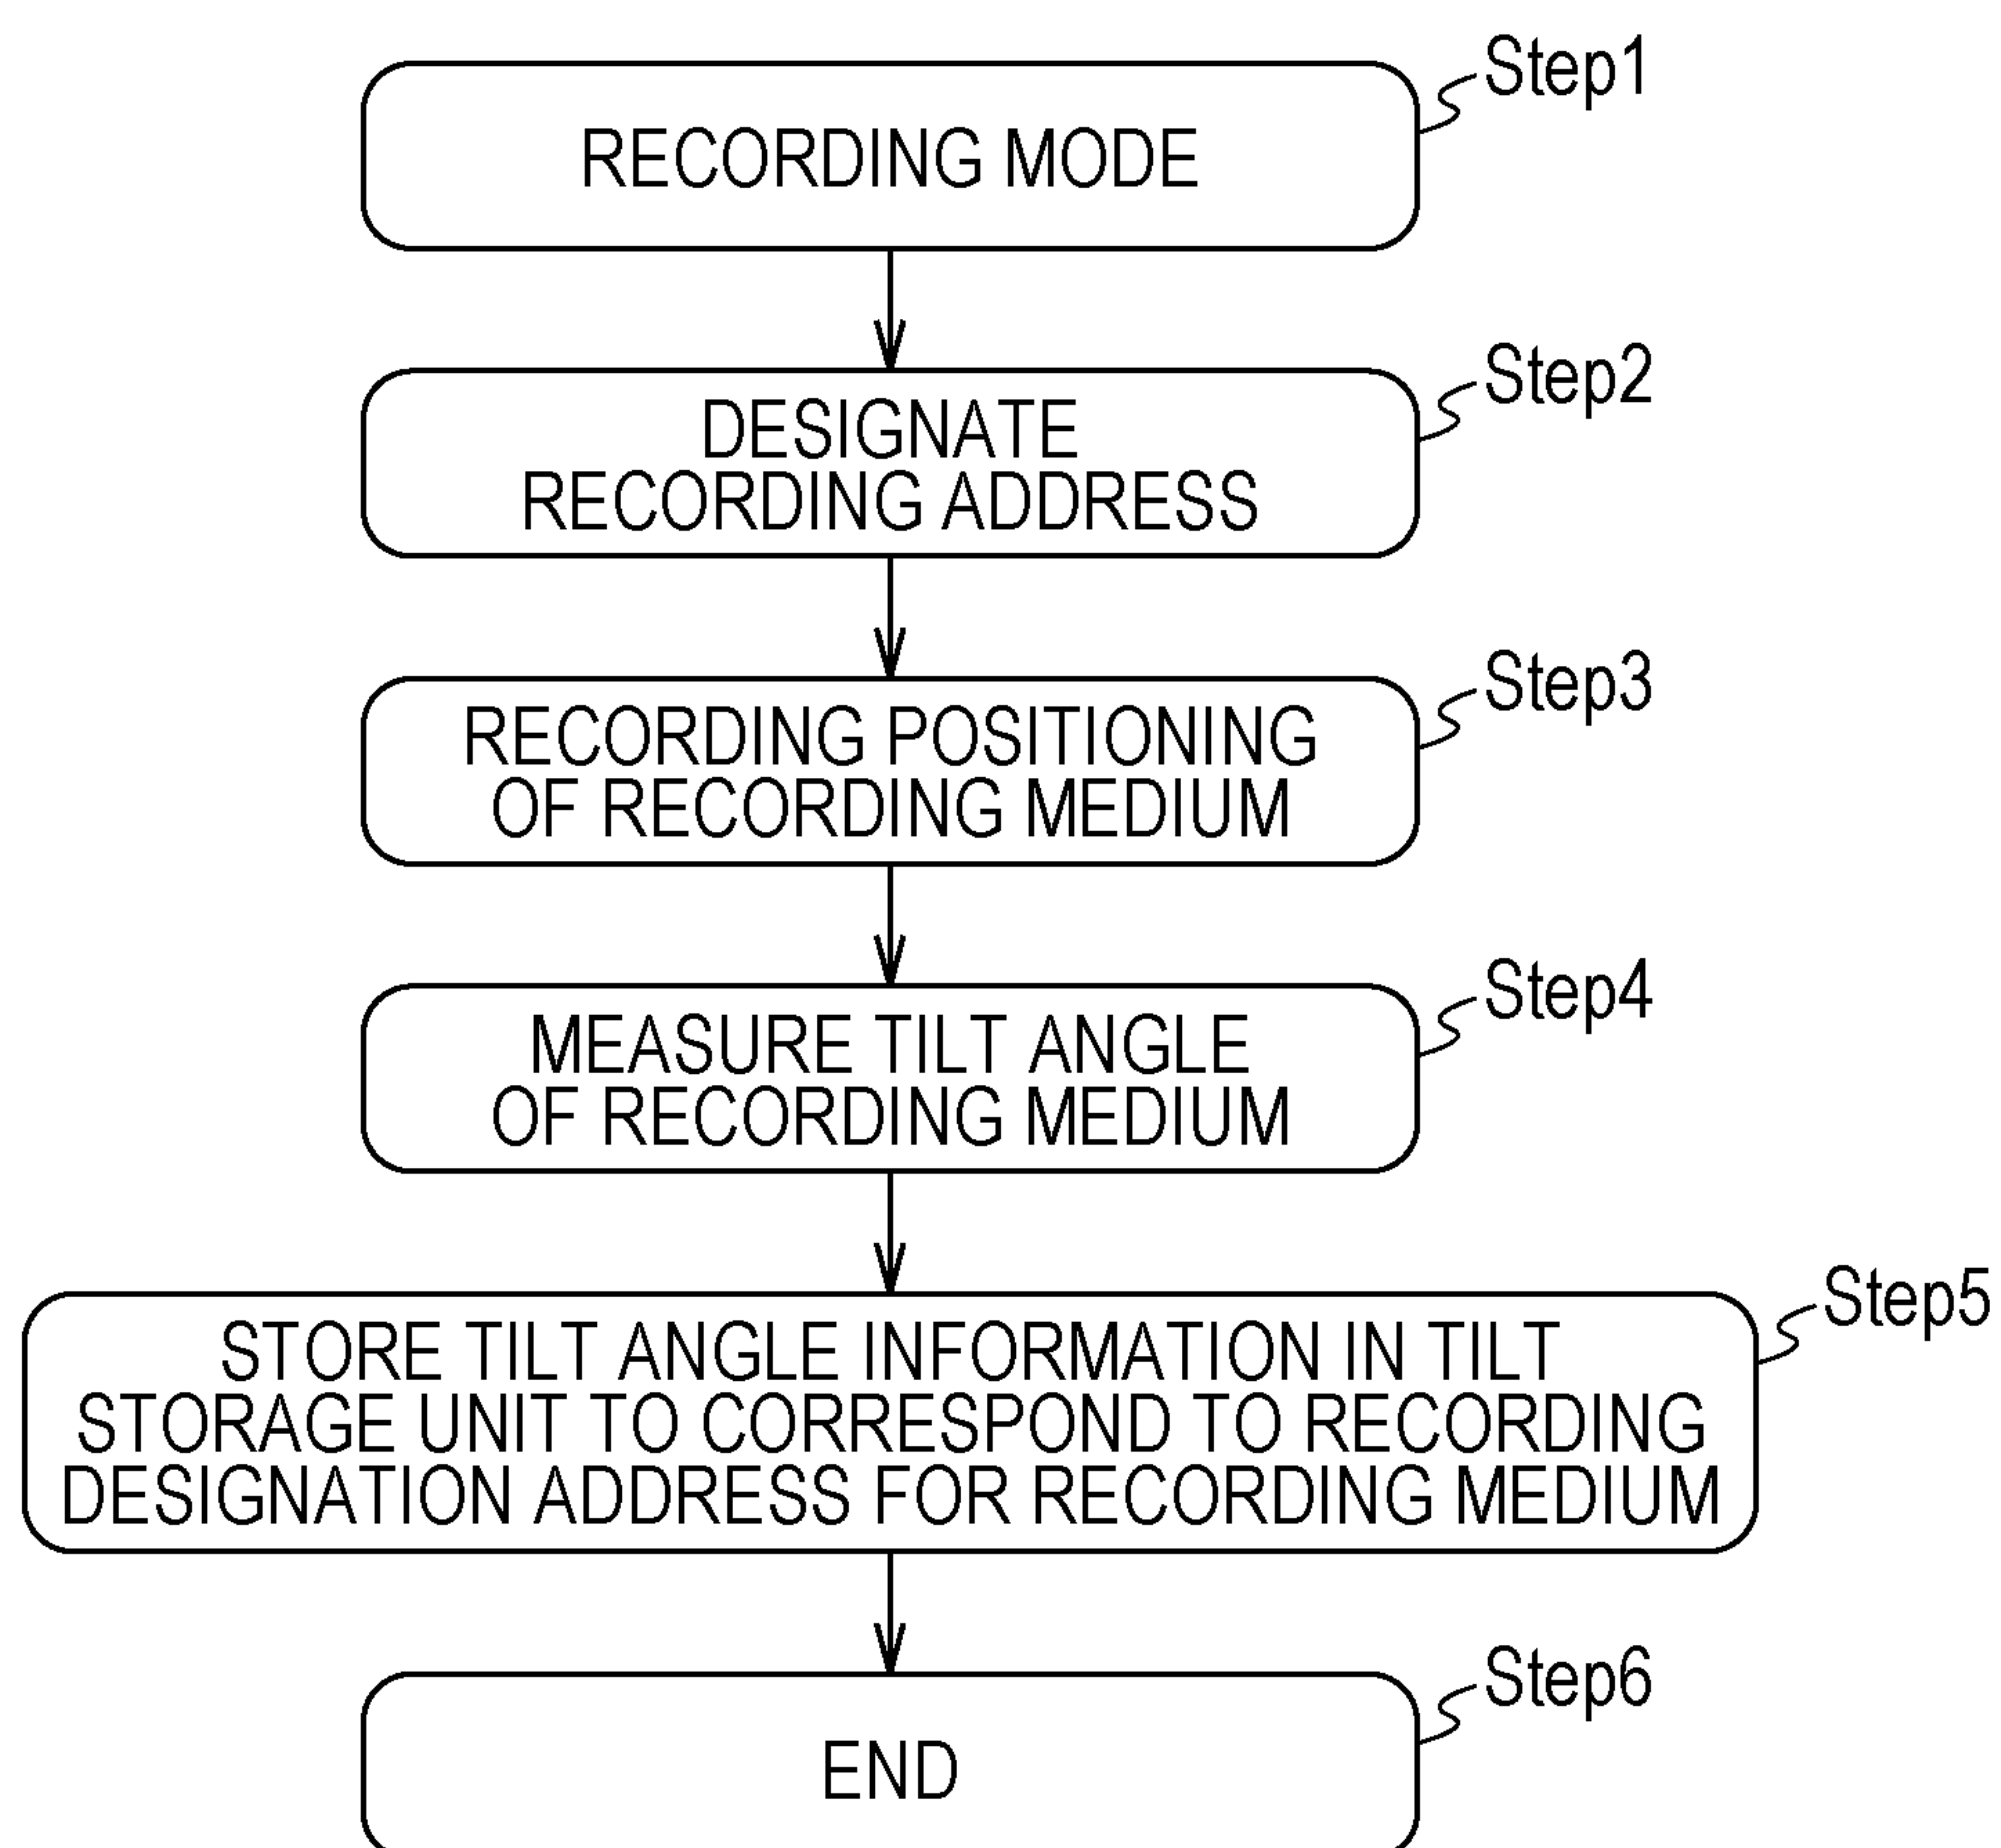 Step1
RECORDING MODE
Step2
DESIGNATE
RECORDING ADDRESS
Step3
RECORDING POSITIONING
OF RECORDING MEDIUM
Step4
MEASURE TILT ANGLE
OF RECORDING MEDIUM
Step5
STORE TILT ANGLE INFORMATION IN TILT
STORAGE UNIT TO CORRESPOND TO RECORDING
DESIGNATION ADDRESS FOR RECORDING MEDIUM
Step6
END